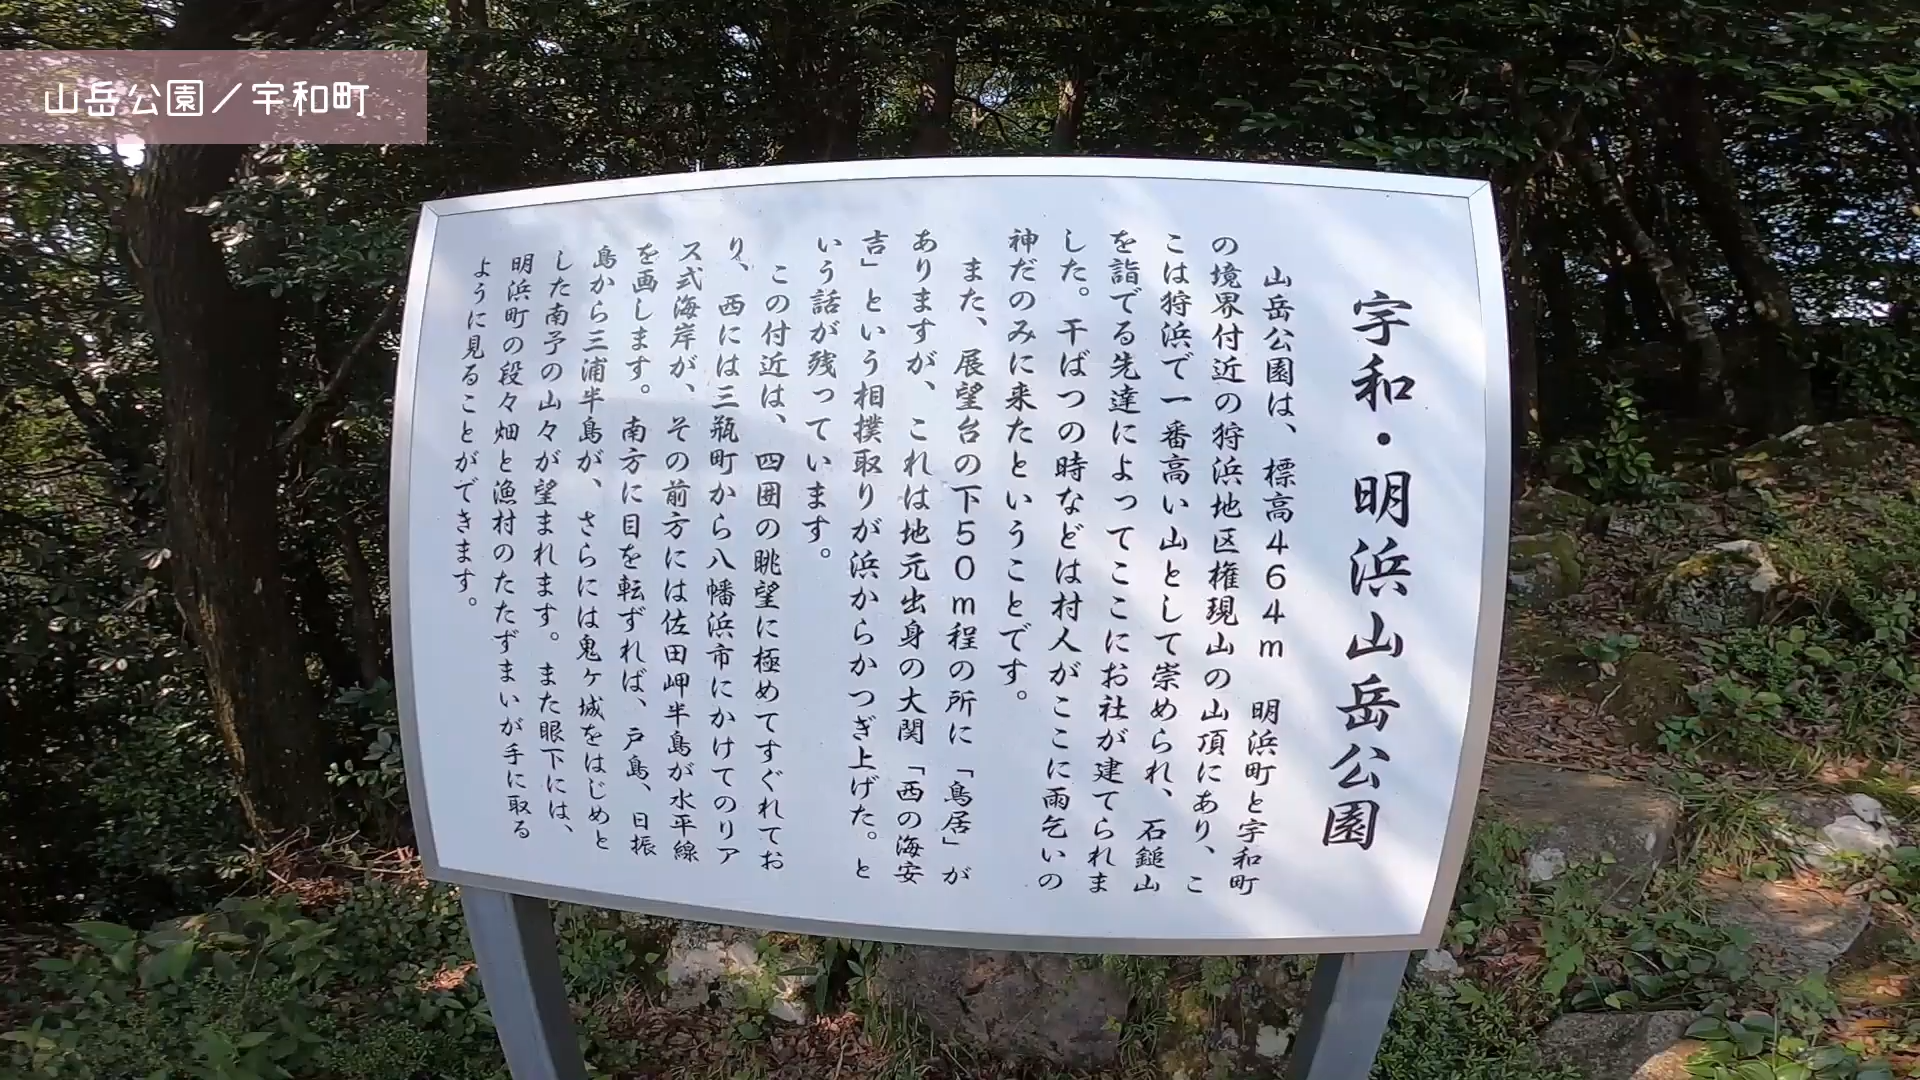 山岳公園／宇和町
宇和・明浜山岳公園
山岳公園は、標高４６４ｍ　明浜町と宇和町
の境界付近の狩浜地区権現山の山頂にあり、こ
こは狩浜で一番高い山として崇められ、石鎚山
を詣でる先達によってここにお社が建てられま
した。干ばつの時などは村人がここに雨乞いの
神だのみに来たということです。
また、展望台の下５０ｍ程の所に「鳥居」が
ありますが、これは地元出身の大関「西の海安
吉」という相撲取りが浜からかつぎ上げた。と
いう話が残っています。
この付近は、四囲の眺望に極めてすぐれてお
り、西には三瓶町から八幡浜市にかけてのリア
ス式海岸が、その前方には佐田岬半島が水平線
を画します。南方に目を転ずれば、戸島、日振
島から三浦半島が、さらには鬼ヶ城をはじめと
した南予の山々が望まれます。また眼下には、
明浜町の段々畑と漁村のたたずまいが手に取る
ように見ることができます。